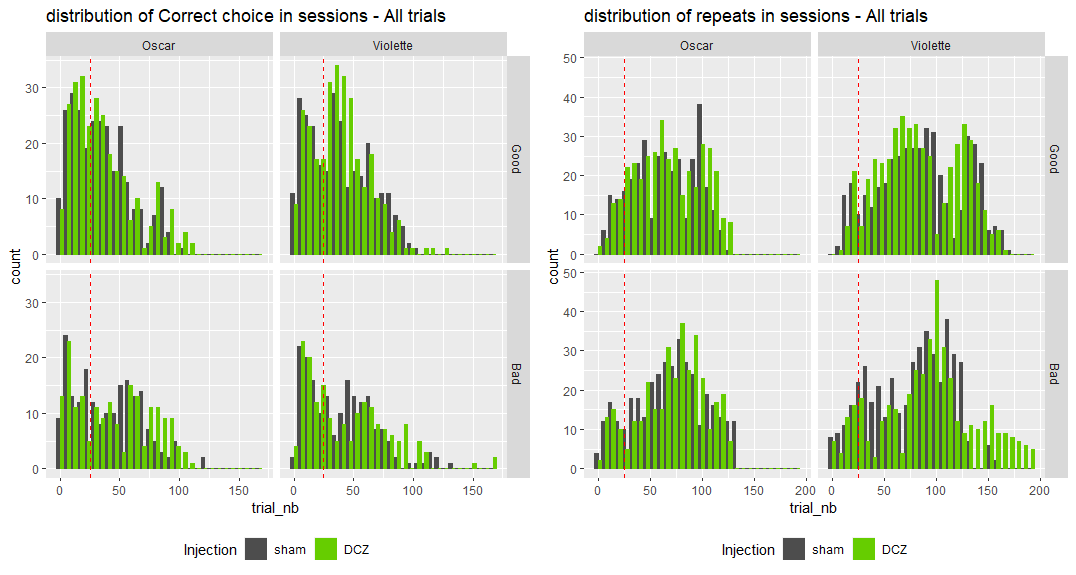 distribution of Correct choice in sessions - All trials
Oscar
Violette
30
20
10
0
Good
30
20
10
0
Bad
count
0
50
100
150
0
50
100
150
trial_nb
Injection
sham
DCZ
distribution of repeats in sessions - All trials
Oscar
Violette
50
40
30
20
10
0
Good
50
40
30
20
10
0
Bad
count
0
50
100
150
200
0
50
100
150
200
trial_nb
Injection
sham
DCZ